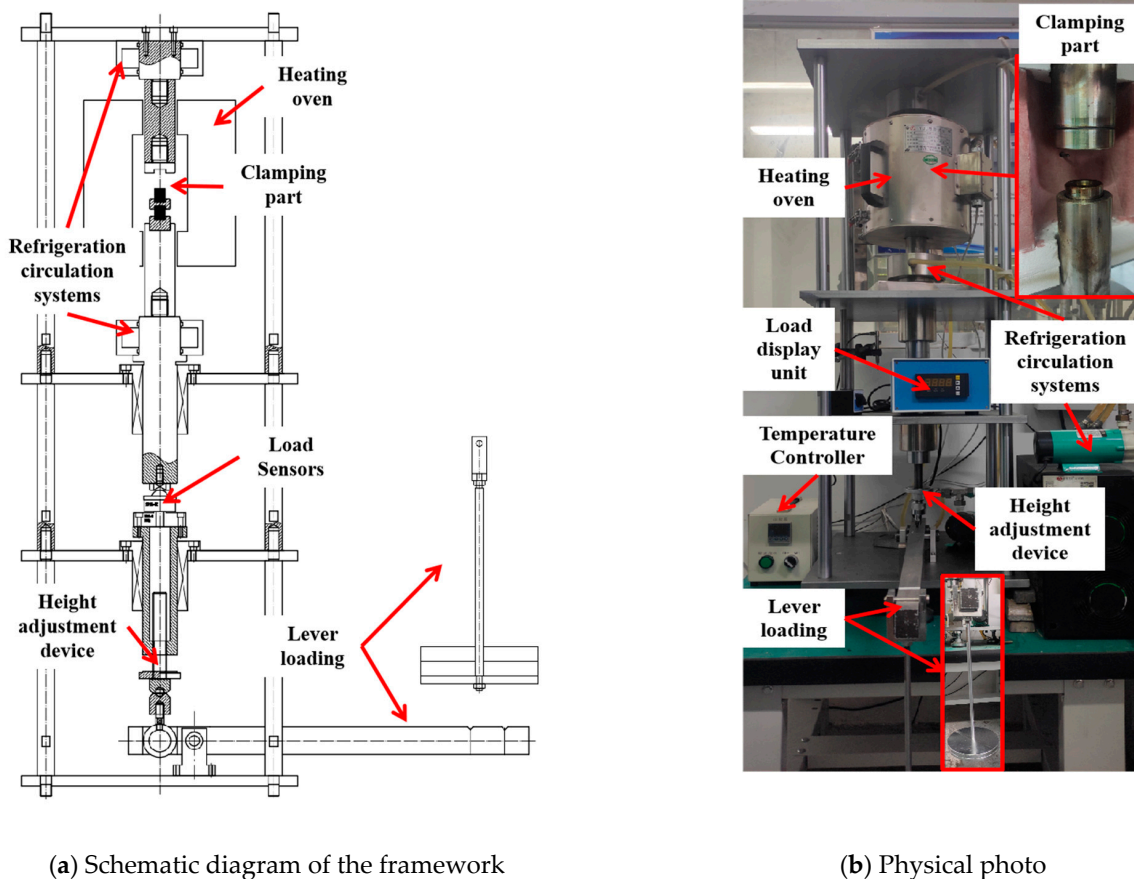 Heating
oven
Clamping
part
Refrigeration
circulation
systems
Load
Sensors
Height
adjustment
device
Lever
loading
(a) Schematic diagram of the framework
Clamping
part
Heating
oven
Load
display
unit
Refrigeration
circulation
systems
Temperature
Controller
Height
adjustment
device
Lever
loading
(b) Physical photo